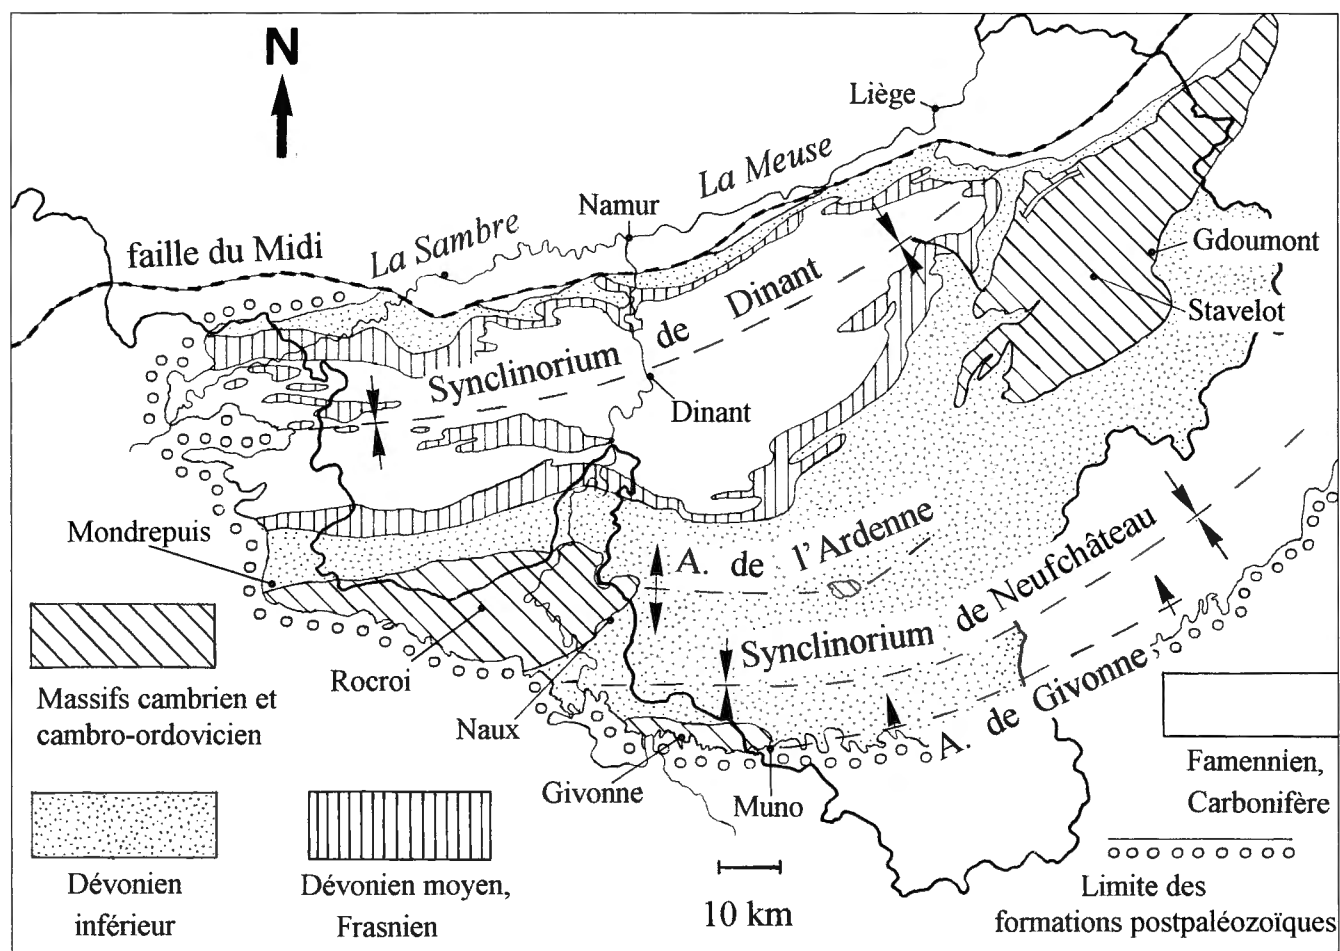 N
Liège
La Meuse
Namur
La Sambre
faille du Midi
Gdoumont
Stavelot
Synclinorium de Dinant
Dinant
Mondrepuis
A. de l'Ardenne
Synclinorium de Neufchâteau
A. de Givonne
Rocroi
Naux
Givonne
Muno
Massifs cambrien et
cambro-ordovicien
Dévonien
inférieur
Dévonien moyen,
Frasnien
10 km
Famennien,
Carbonifère
Limite des
formations postpaléozoïques